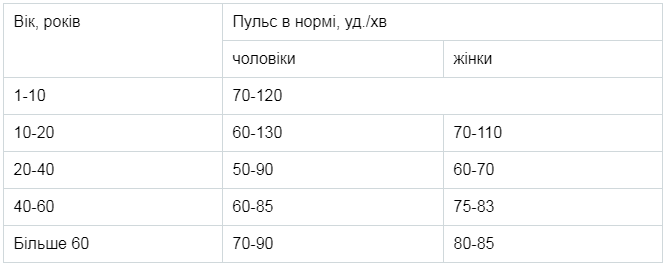 Вік, років Пульс в нормі, уд./хв
чоловіки жінки
1-10 70-120
10-20 60-130 70-110
20-40 50-90 60-70
40-60 60-85 75-83
Більше 60 70-90 80-85